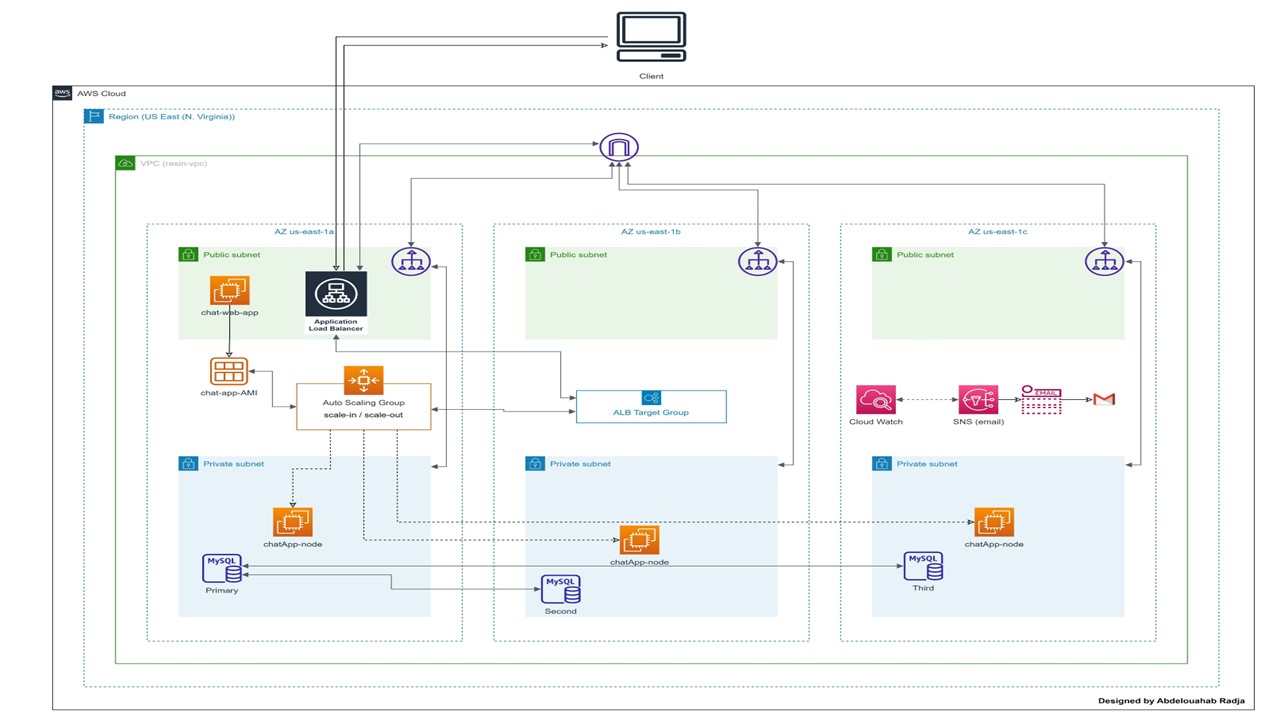 Client
aws
AWS Cloud
Region (US East (N. Virginia))
VPC (resin-vpc)
AZ us-east-1a
AZ us-east-1b
AZ us-east-1c
Public subnet
Public subnet
Public subnet
chat-web-app
Application
Load Balancer
chat-app-AMI
Auto Scaling Group
scale-in / scale-out
ALB Target Group
EMAIL
Cloud Watch
SNS (email)
Private subnet
Private subnet
Private subnet
chatApp-node
chatApp-node
chatApp-node
MySQL
Primary
MySQL
Second
MySQL
Third
Designed by Abdelouahab Radja